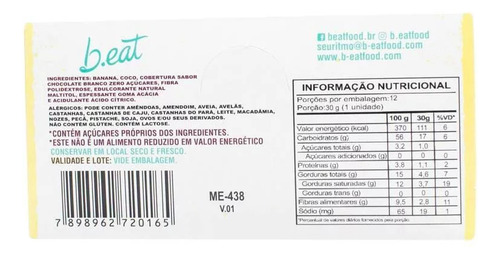 b.eat
beatfood.br b.eatfood
seuritmo@b-eatfood.com
www.b-eatfood.com
INGREDIENTES: BANANA, COCO, COBERTURA SABOR
CHOCOLATE BRANCO ZERO AÇÚCARES, FIBRA
POLIDEXTROSE, EDULCORANTE NATURAL
MALTITOL, ESPESSANTE GOMA ACÁCIA
E ACIDULANTE ÁCIDO CÍTRICO.
ALÉRGICOS: PODE CONTER AMÊNDOAS, AMENDOIM, AVEIA, AVELÃS,
CASTANHAS, CASTANHAS DE CAJU, CASTANHAS DO PARÁ, LEITE, MACADÂMIA,
NOZES, PECÃ, PISTACHE, SOJA, OVOS E/OU SEUS DERIVADOS.
NÃO CONTÉM GLÚTEN. CONTÉM LACTOSE.
*CONTÉM AÇÚCARES PRÓPRIOS DOS INGREDIENTES.
*ESTE NÃO É UM ALIMENTO REDUZIDO EM VALOR ENERGÉTICO
CONSERVAR EM LOCAL SECO E FRESCO.
VALIDADE E LOTE: VIDE EMBALAGEM.
7 898962 720165
ME-438
V.01
INFORMAÇÃO NUTRICIONAL
Porções por embalagem:12
Porção:30 g (1 unidade)
100 g 30g %VD*
Valor energético (kcal) 370 111 6
Carboidratos (g) 56 17 6
Açúcares totais (g) 3,2 1,0
Açúcares adicionados (g) 0 0 0
Proteínas (g) 3,8 1,1 2
Gorduras totais (g) 15 4,6 7
Gorduras saturadas (g) 12 3,7 19
Gorduras trans (g) 0 0 0
Fibras alimentares (g) 9,5 2,8 11
Sódio (mg) 65 19 1
*Percentual de valores diários fornecidos pela porção.